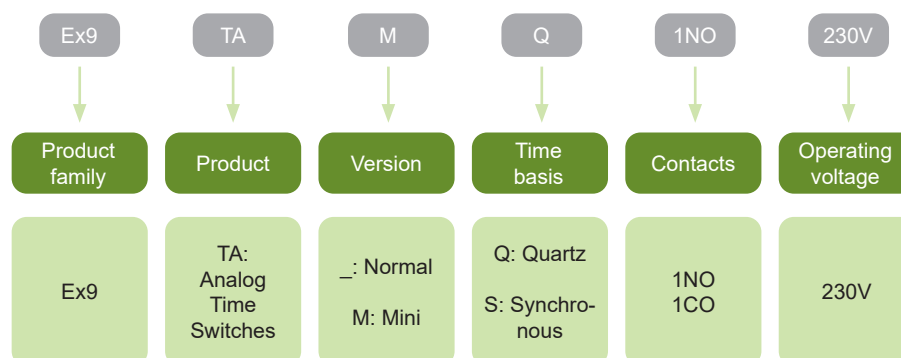 Ex9
TA
M
Q
1NO
230V
Product
family
Product
Version
Time
basis
Contacts
Operating
voltage
Ex9
TA:
Analog
Time
Switches
_: Normal
M: Mini
Q: Quartz
S: Synchro-
nous
1NO
1CO
230V